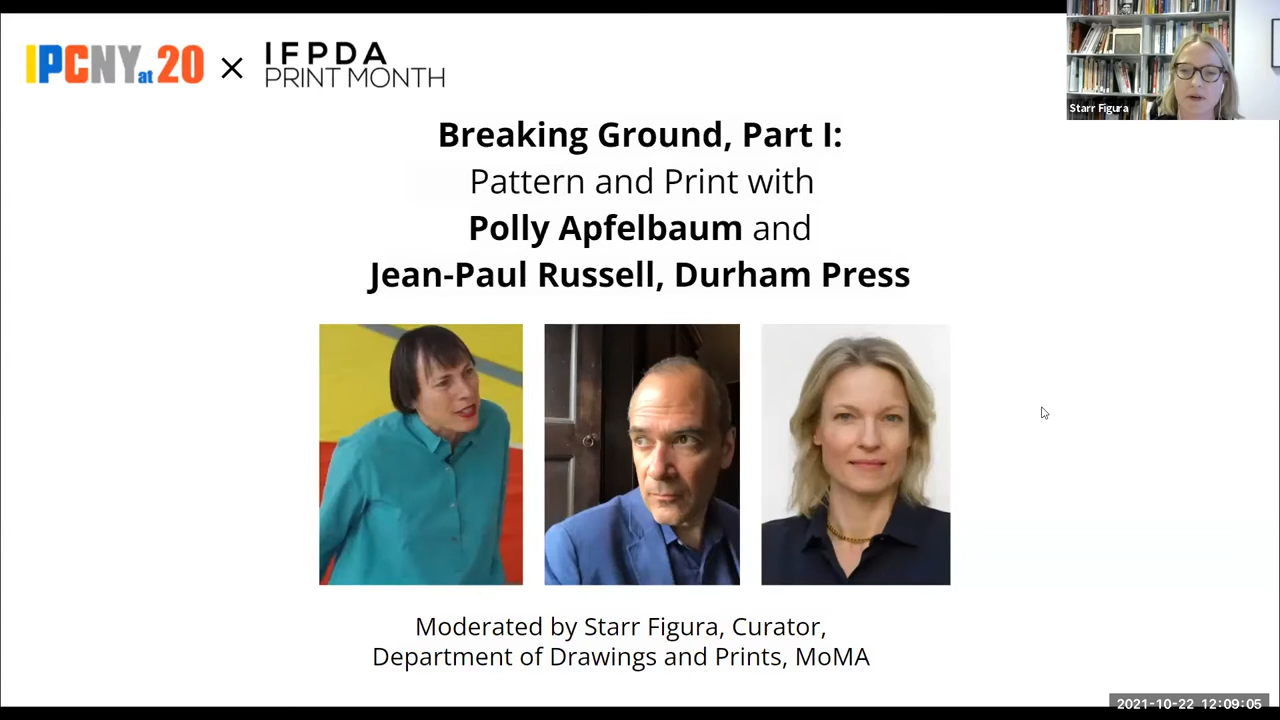 IPCNY at 20 × IFPDA
PRINT MONTH
Starr Figura
Breaking Ground, Part I:
Pattern and Print with
Polly Apfelbaum and
Jean-Paul Russell, Durham Press
Moderated by Starr Figura, Curator,
Department of Drawings and Prints, MoMA
2021-10-22 12:09:05